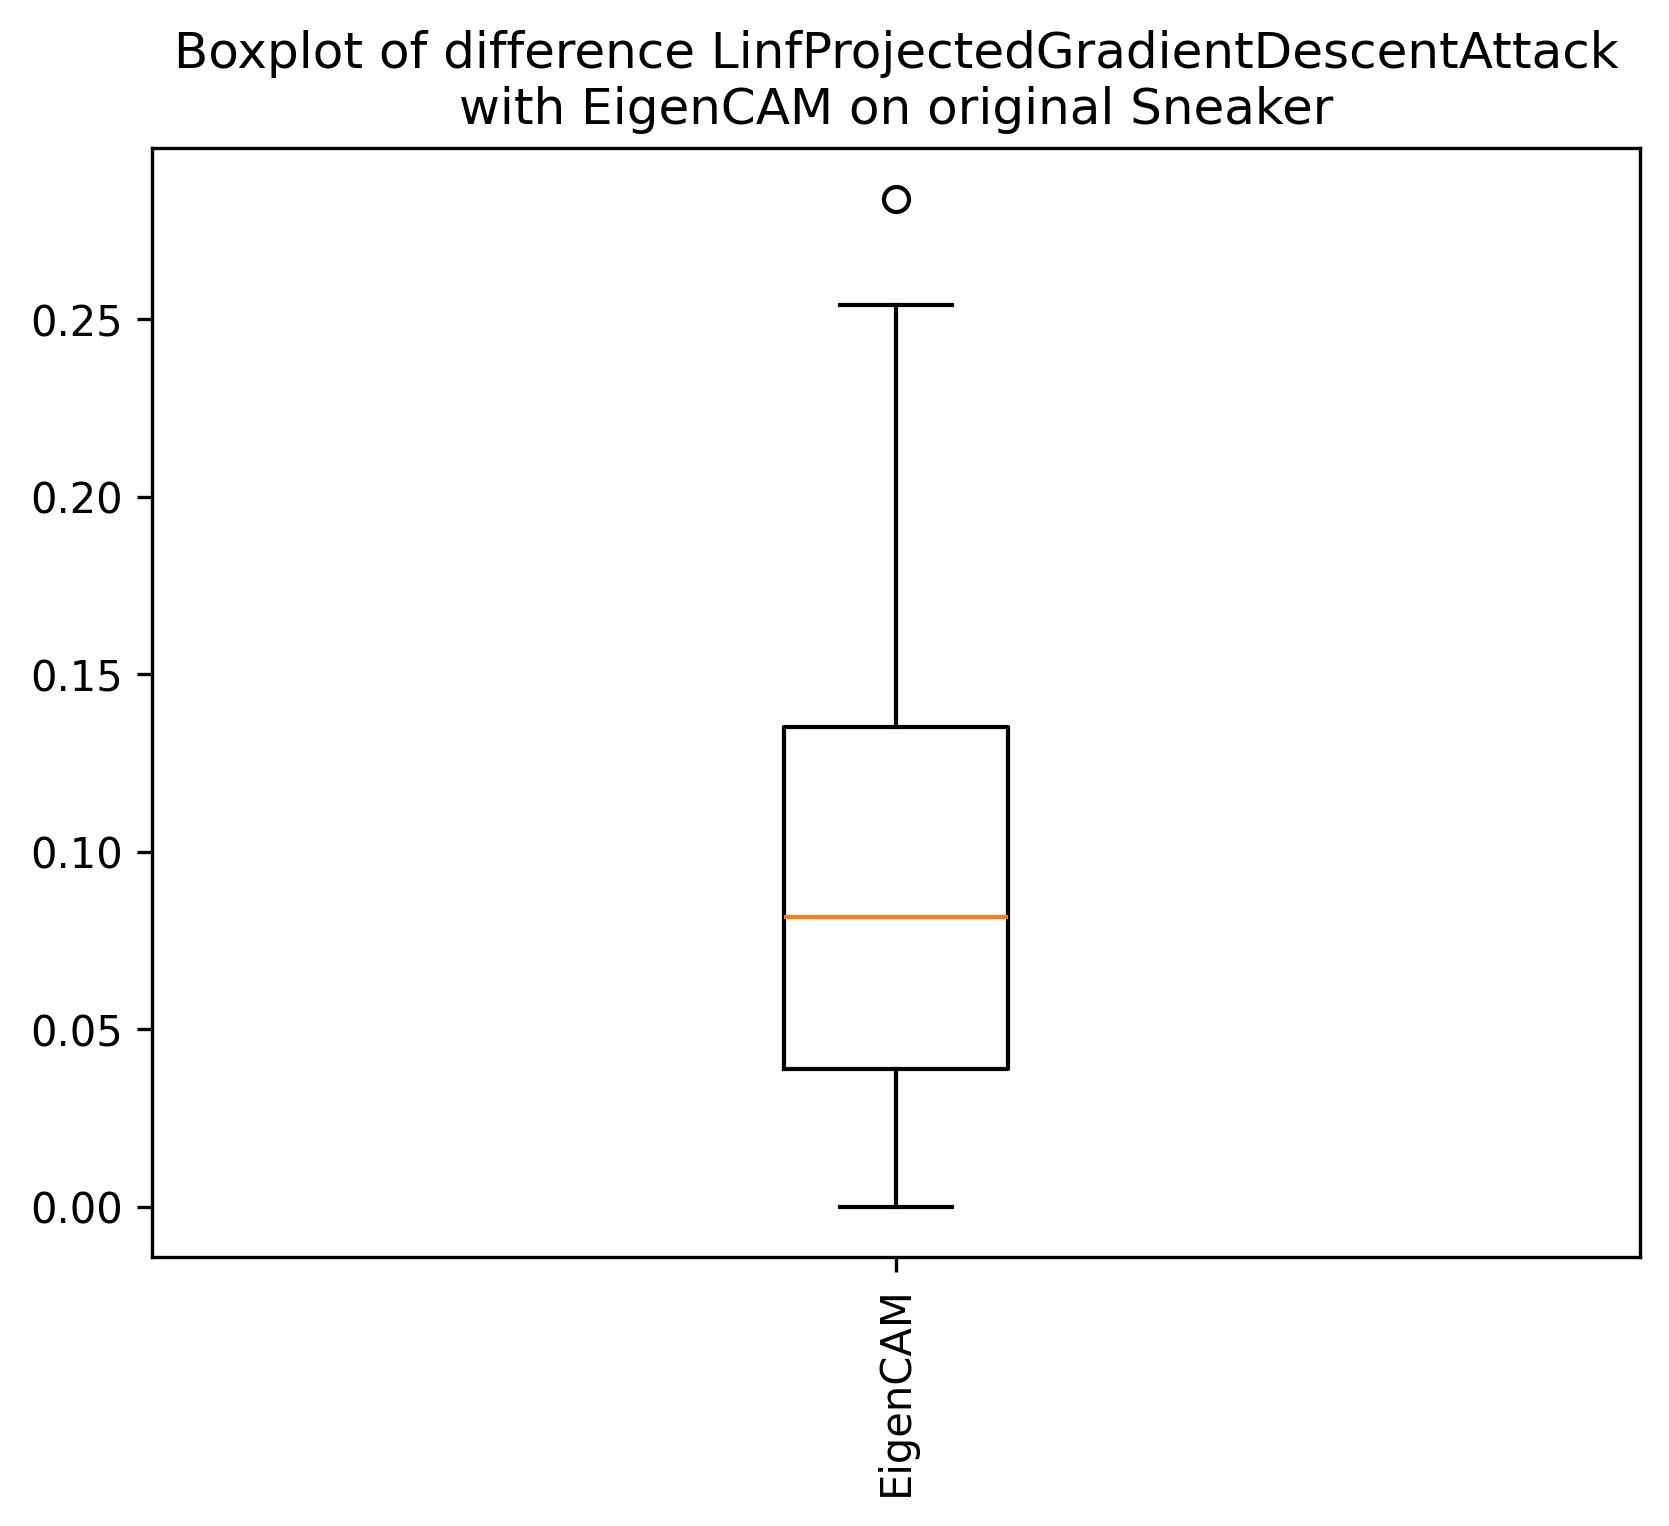 Boxplot of difference LinfProjectedGradientDescentAttack
with EigenCAM on original Sneaker
0.25
0.20
0.15
0.10
0.05
0.00
EigenCAM